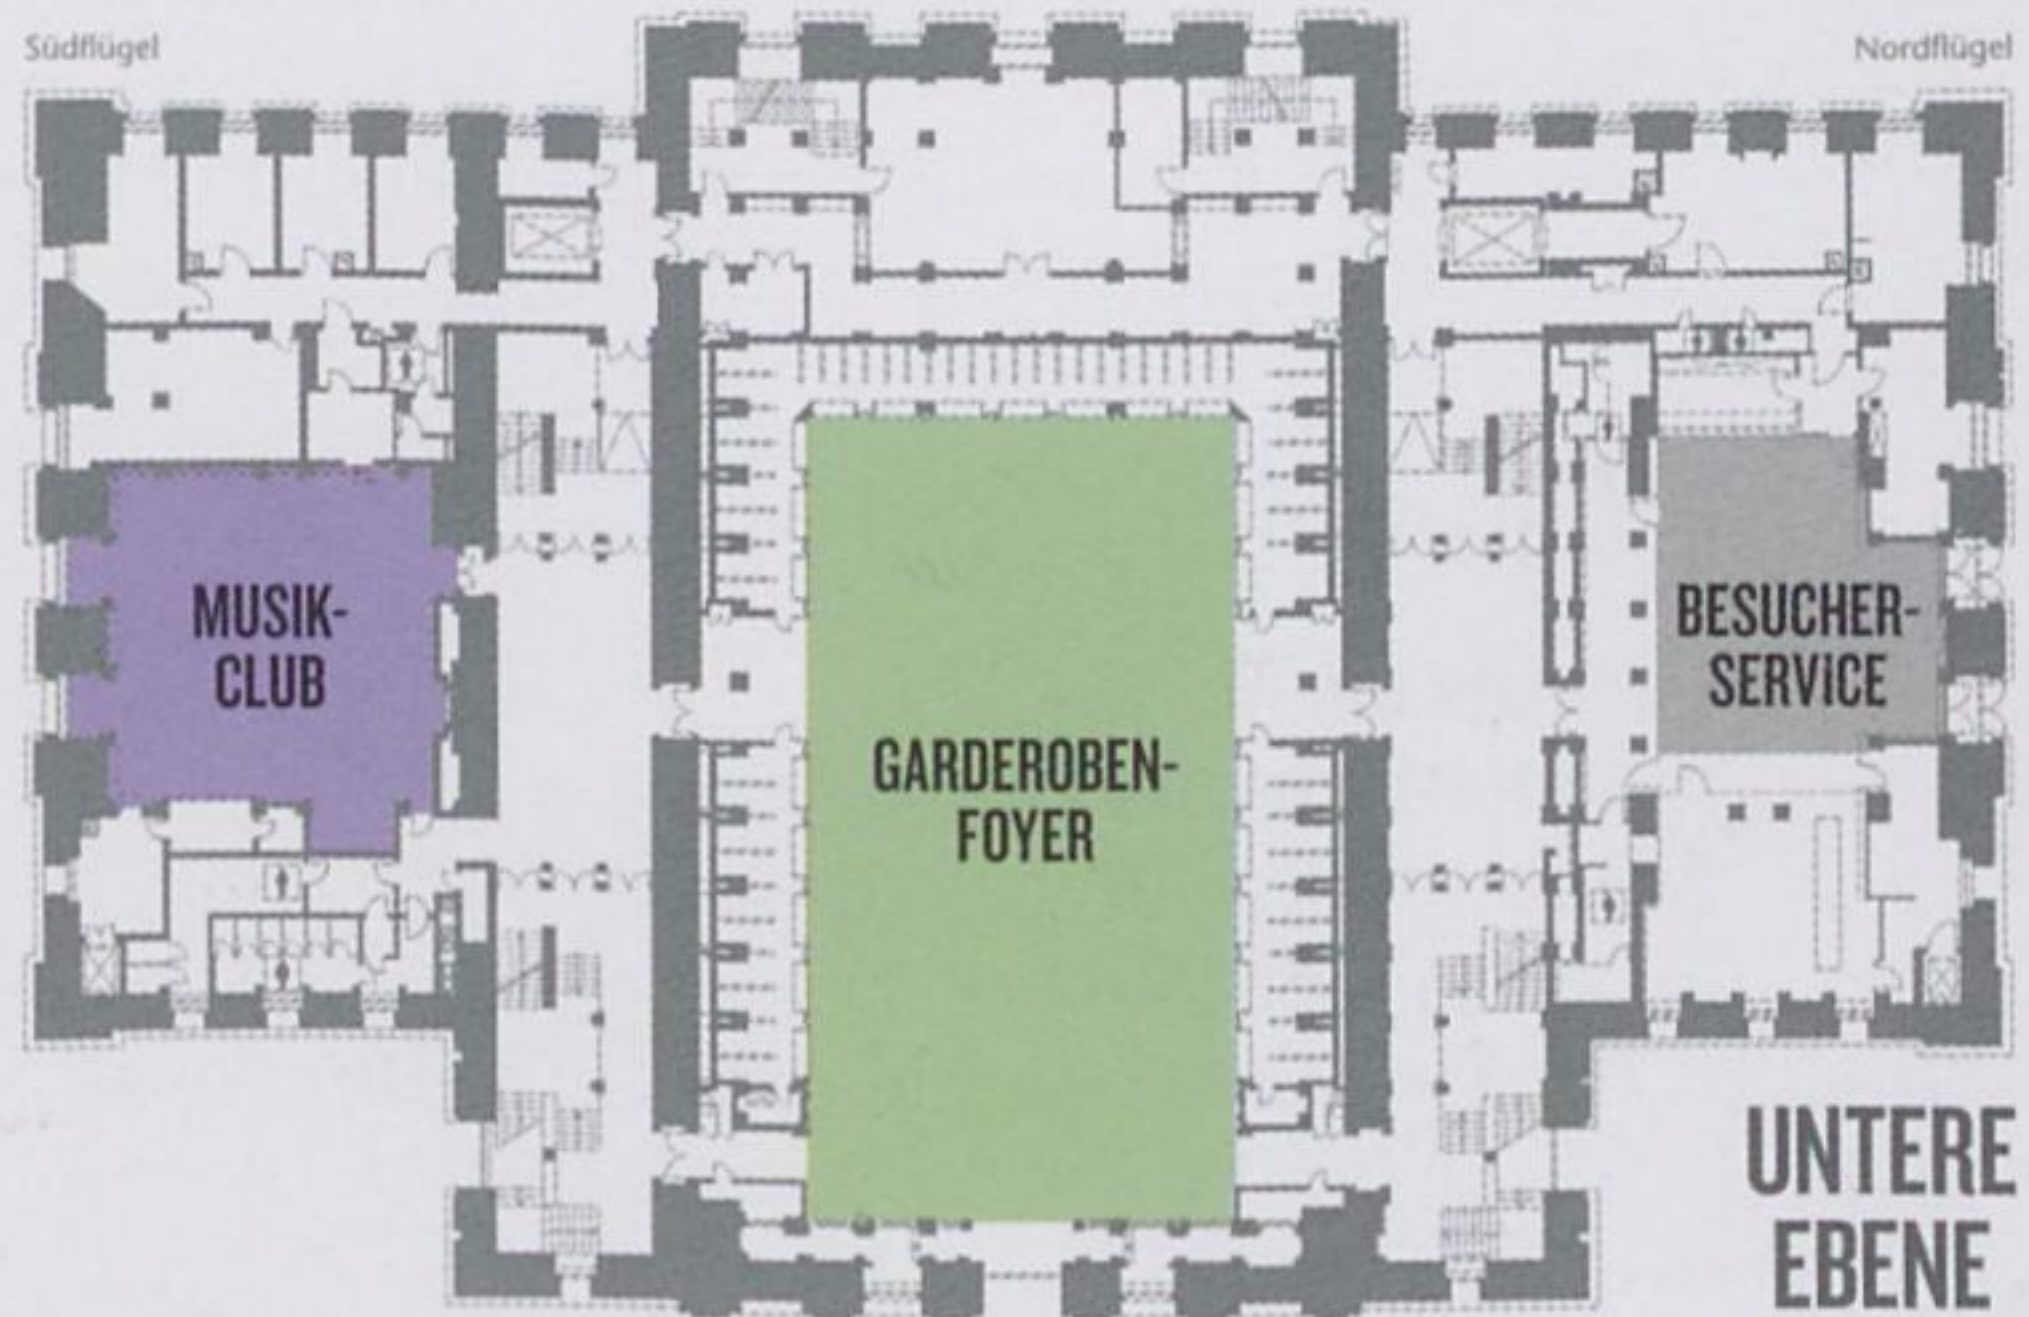 Südflügel
Nordflügel
MUSIK-
CLUB
BESUCHER-
SERVICE
GARDEROBEN-
FOYER
UNTERE
EBENE